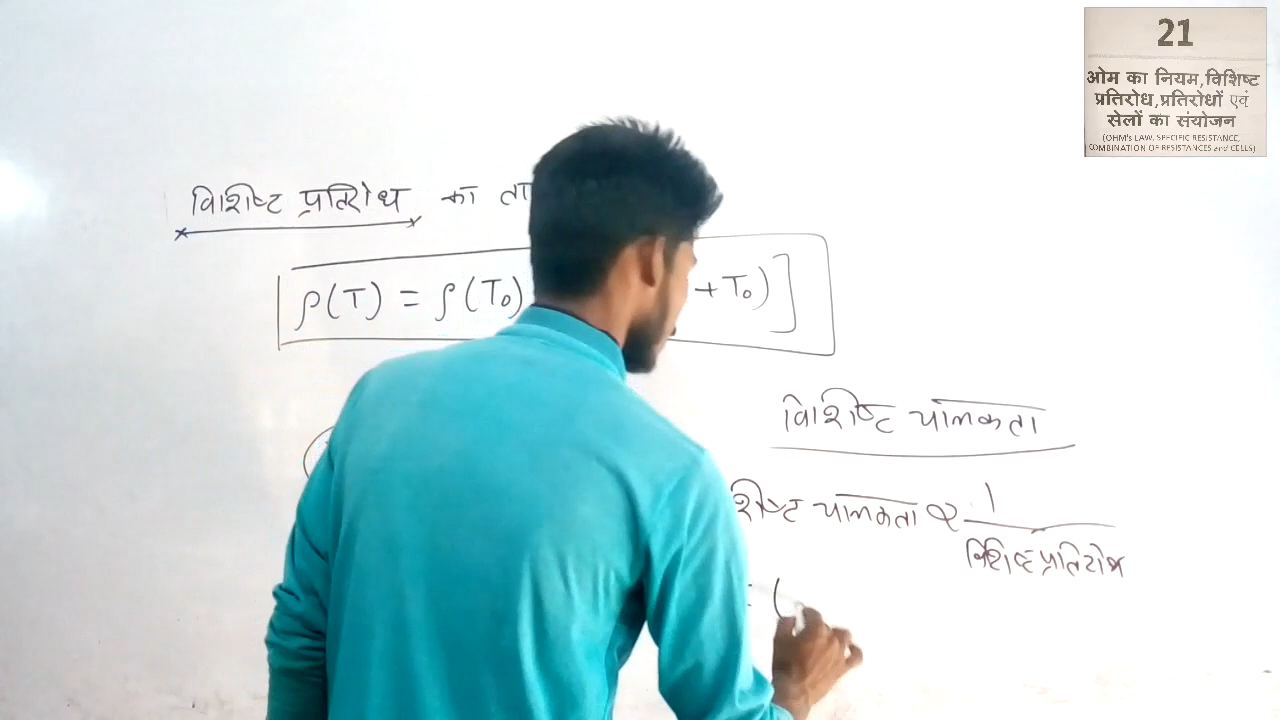 21
ओम का नियम,विशिष्ट
प्रतिरोध,प्रतिरोधों एवं
सेलों का संयोजन
(OHM's LAW, SPECIFIC RESISTANCE,
COMBINATION OF RESISTANCES and CELLS)
विशिष्ट प्रतिरोध का ता
ρ(T) = ρ(T₀) +T₀)]
विशिष्ट चालकता
शिष्ट चालकता ∝ 1
विशिष्ट प्रतिरोध
= (